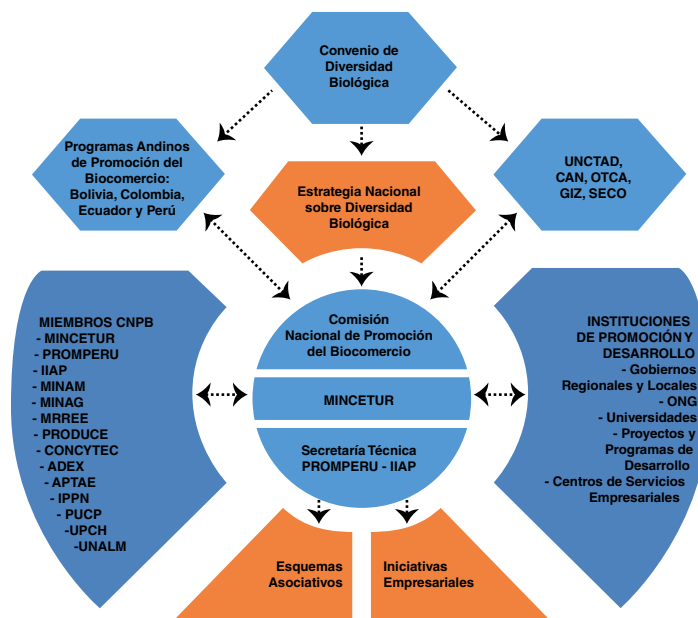 Convenio de
Diversidad
Biológica
Programas Andinos
de Promoción del
Biocomercio:
Bolivia, Colombia,
Ecuador y Perú
Estrategia Nacional
sobre Diversidad
Biológica
UNCTAD,
CAN, OTCA,
GIZ, SECO
MIEMBROS CNPB
- MINCETUR
- PROMPERU
- IIAP
- MINAM
- MINAG
- MRREE
- PRODUCE
- CONCYTEC
- ADEX
- APTAE
- IPPN
- PUCP
-UPCH
-UNALM
Comisión
Nacional de Promoción
del Biocomercio
MINCETUR
Secretaría Técnica
PROMPERU - IIAP
INSTITUCIONES
DE PROMOCIÓN Y
DESARROLLO
- Gobiernos
Regionales y Locales
- ONG
- Universidades
- Proyectos y
Programas de
Desarrollo
- Centros de Servicios
Empresariales
Esquemas
Asociativos
Iniciativas
Empresariales